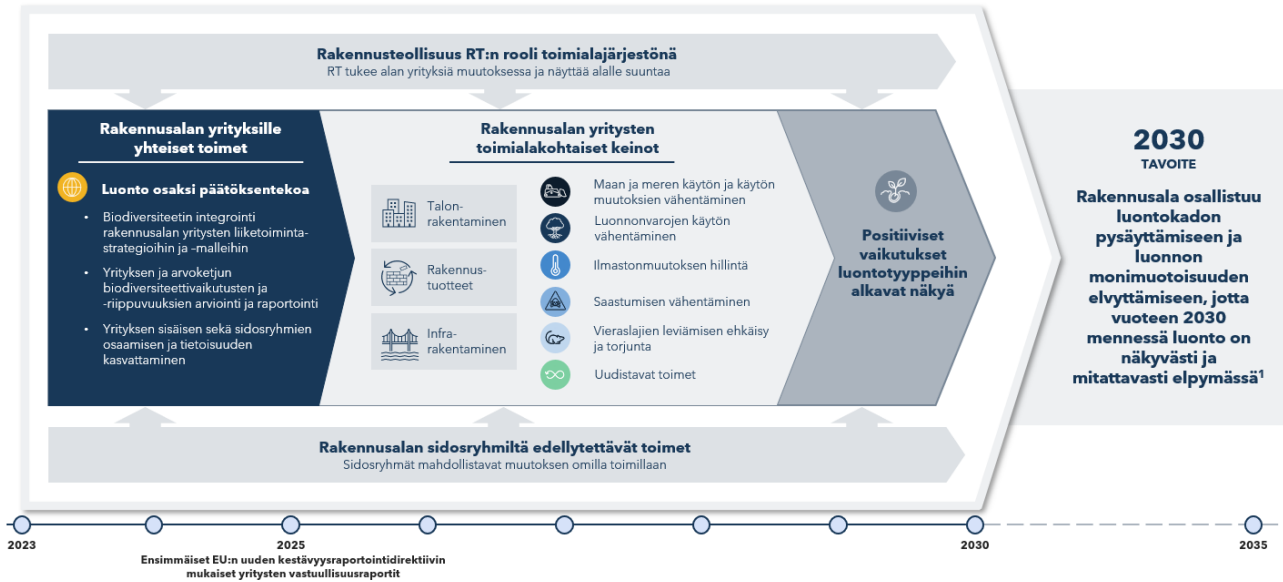 Rakennusteollisuus RT:n rooli toimialajärjestönä
RT tukee alan yrityksiä muutoksessa ja näyttää alalle suuntaa
Rakennusalan yrityksille
yhteiset toimet
Luonto osaksi päätöksentekoa
• Biodiversiteetin integrointi
rakennusalan yritysten liiketoiminta-
strategioihin ja -malleihin
• Yrityksen ja arvoketjun
biodiversiteettivaikutusten ja
-riippuvuuksien arviointi ja raportointi
• Yrityksen sisäisen sekä sidosryhmien
osaamisen ja tietoisuuden
kasvattaminen
Rakennusalan yritysten
toimialakohtaiset keinot
Talon-
rakentaminen
Rakennus-
tuotteet
Infra-
rakentaminen
Maan ja meren käytön ja käytön
muutoksien vähentäminen
Luonnonvarojen käytön
vähentäminen
Ilmastonmuutoksen hillintä
Saastumisen vähentäminen
Vieraslajien leviämisen ehkäisy
ja torjunta
Uudistavat toimet
Positiiviset
vaikutukset
luontotyyppeihin
alkavat näkyä
2030
TAVOITE
Rakennusala osallistuu
luontokadon
pysäyttämiseen ja
luonnon
monimuotoisuuden
elvyttämiseen, jotta
vuoteen 2030
mennessä luonto on
näkyvästi ja
mitattavasti elpymässä¹
Rakennusalan sidosryhmiltä edellytettävät toimet
Sidosryhmät mahdollistavat muutoksen omilla toimillaan
2023
2025
2030
2035
Ensimmäiset EU:n uuden kestävyysraportointidirektiivin
mukaiset yritysten vastuullisuusraportit